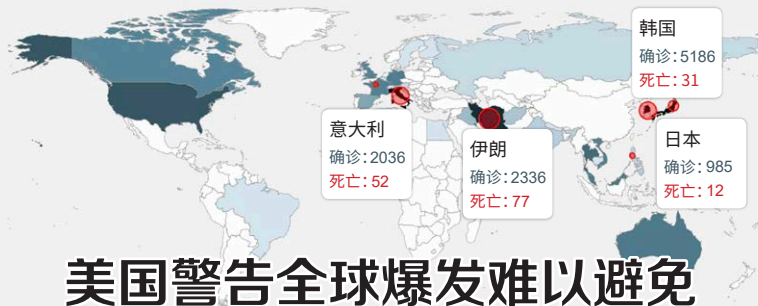 韩国
确诊:5186
死亡:31
意大利
确诊:2036
死亡:52
伊朗
确诊:2336
死亡:77
日本
确诊:985
死亡:12
美国警告全球爆发难以避免